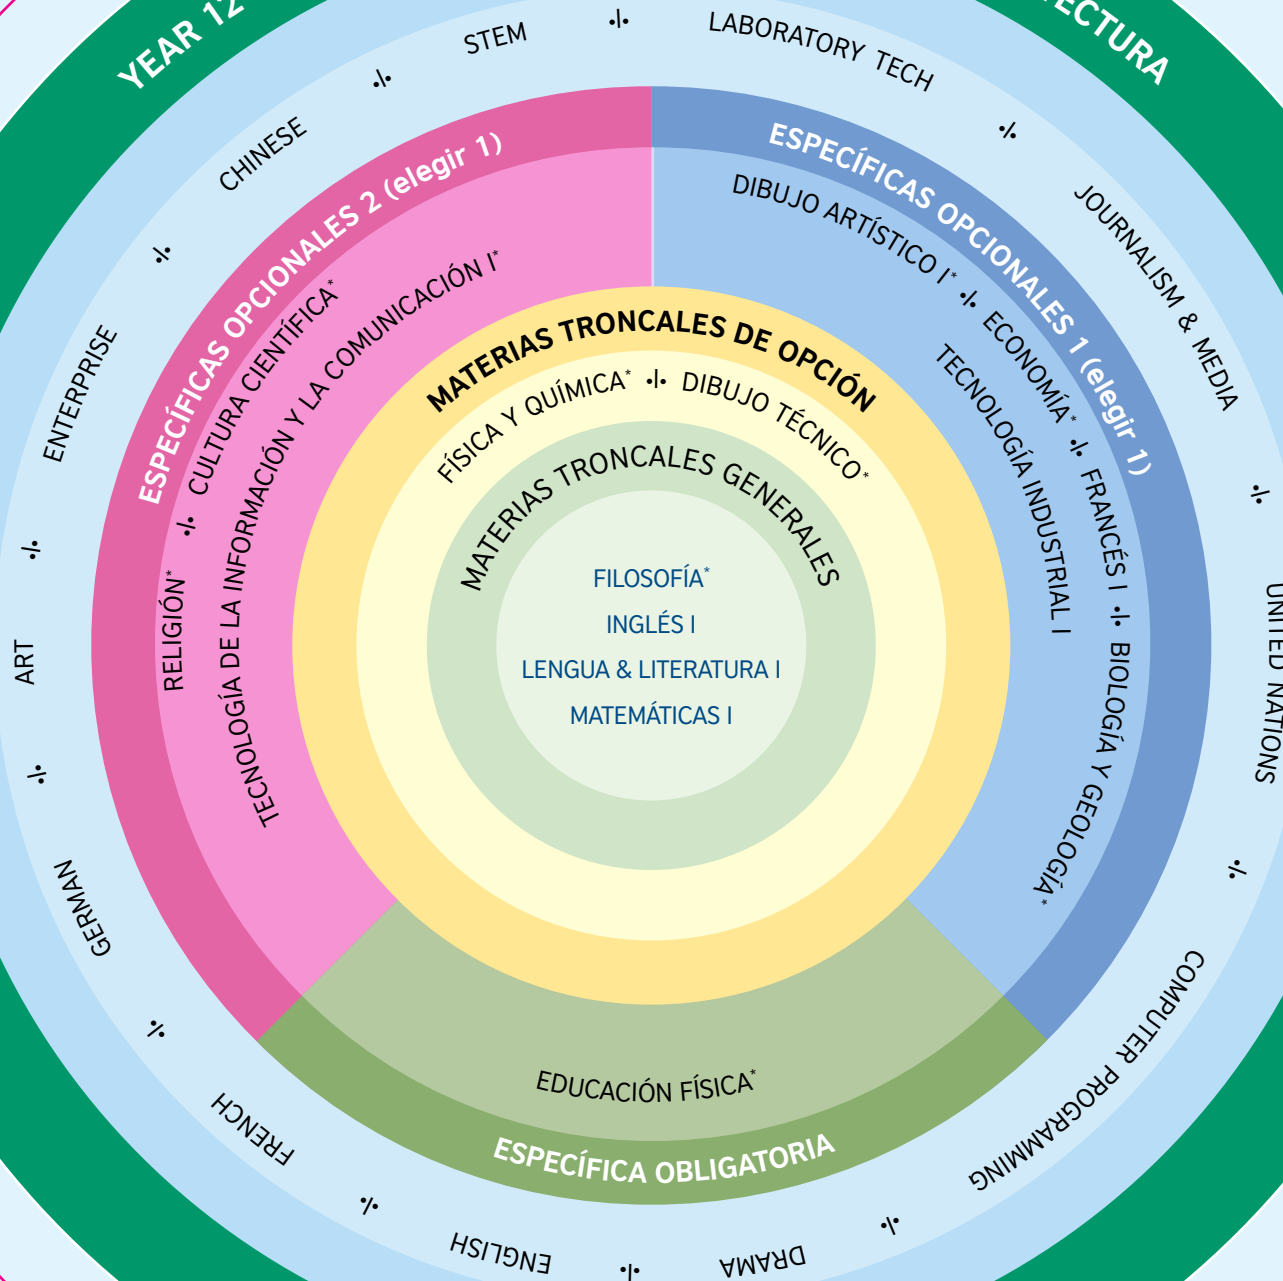 YEAR 12
STEM
·|·
LABORATORY TECH
·|·
JOURNALISM & MEDIA
·|·
UNITED NATIONS
·|·
COMPUTER PROGRAMMING
·|·
DRAMA
·|·
ENGLISH
·|·
FRENCH
·|·
GERMAN
·|·
ART
·|·
ENTERPRISE
·|·
CHINESE
·|·
ESPECÍFICAS OPCIONALES 2 (elegir 1)
RELIGIÓN* ·|· CULTURA CIENTÍFICA*
TECNOLOGÍA DE LA INFORMACIÓN Y LA COMUNICACIÓN I*
ESPECÍFICAS OPCIONALES 1 (elegir 1)
DIBUJO ARTÍSTICO I* ·|· ECONOMÍA* ·|· FRANCÉS I ·|· BIOLOGÍA Y GEOLOGÍA*
TECNOLOGÍA INDUSTRIAL I
MATERIAS TRONCALES DE OPCIÓN
FÍSICA Y QUÍMICA* ·|· DIBUJO TÉCNICO*
MATERIAS TRONCALES GENERALES
FILOSOFÍA*
INGLÉS I
LENGUA & LITERATURA I
MATEMÁTICAS I
EDUCACIÓN FÍSICA*
ESPECÍFICA OBLIGATORIA